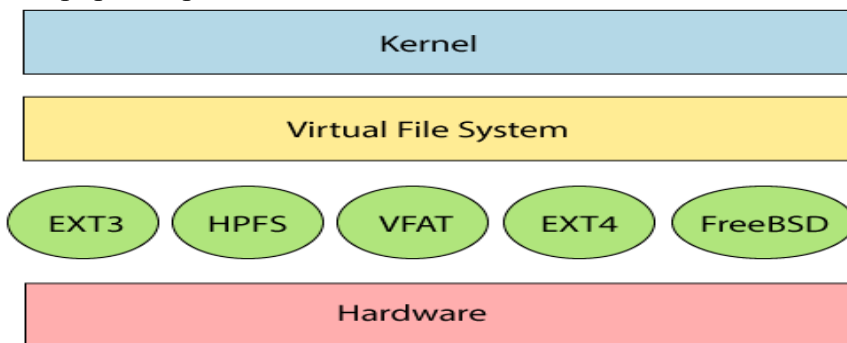 Kernel
Virtual File System
EXT3 HPFS VFAT EXT4 FreeBSD
Hardware